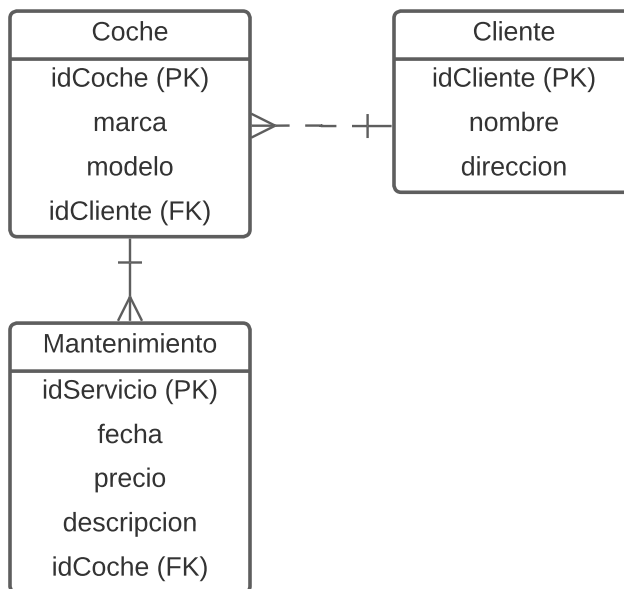 Coche
idCoche (PK)
marca
modelo
idCliente (FK)
Cliente
idCliente (PK)
nombre
direccion
Mantenimiento
idServicio (PK)
fecha
precio
descripcion
idCoche (FK)